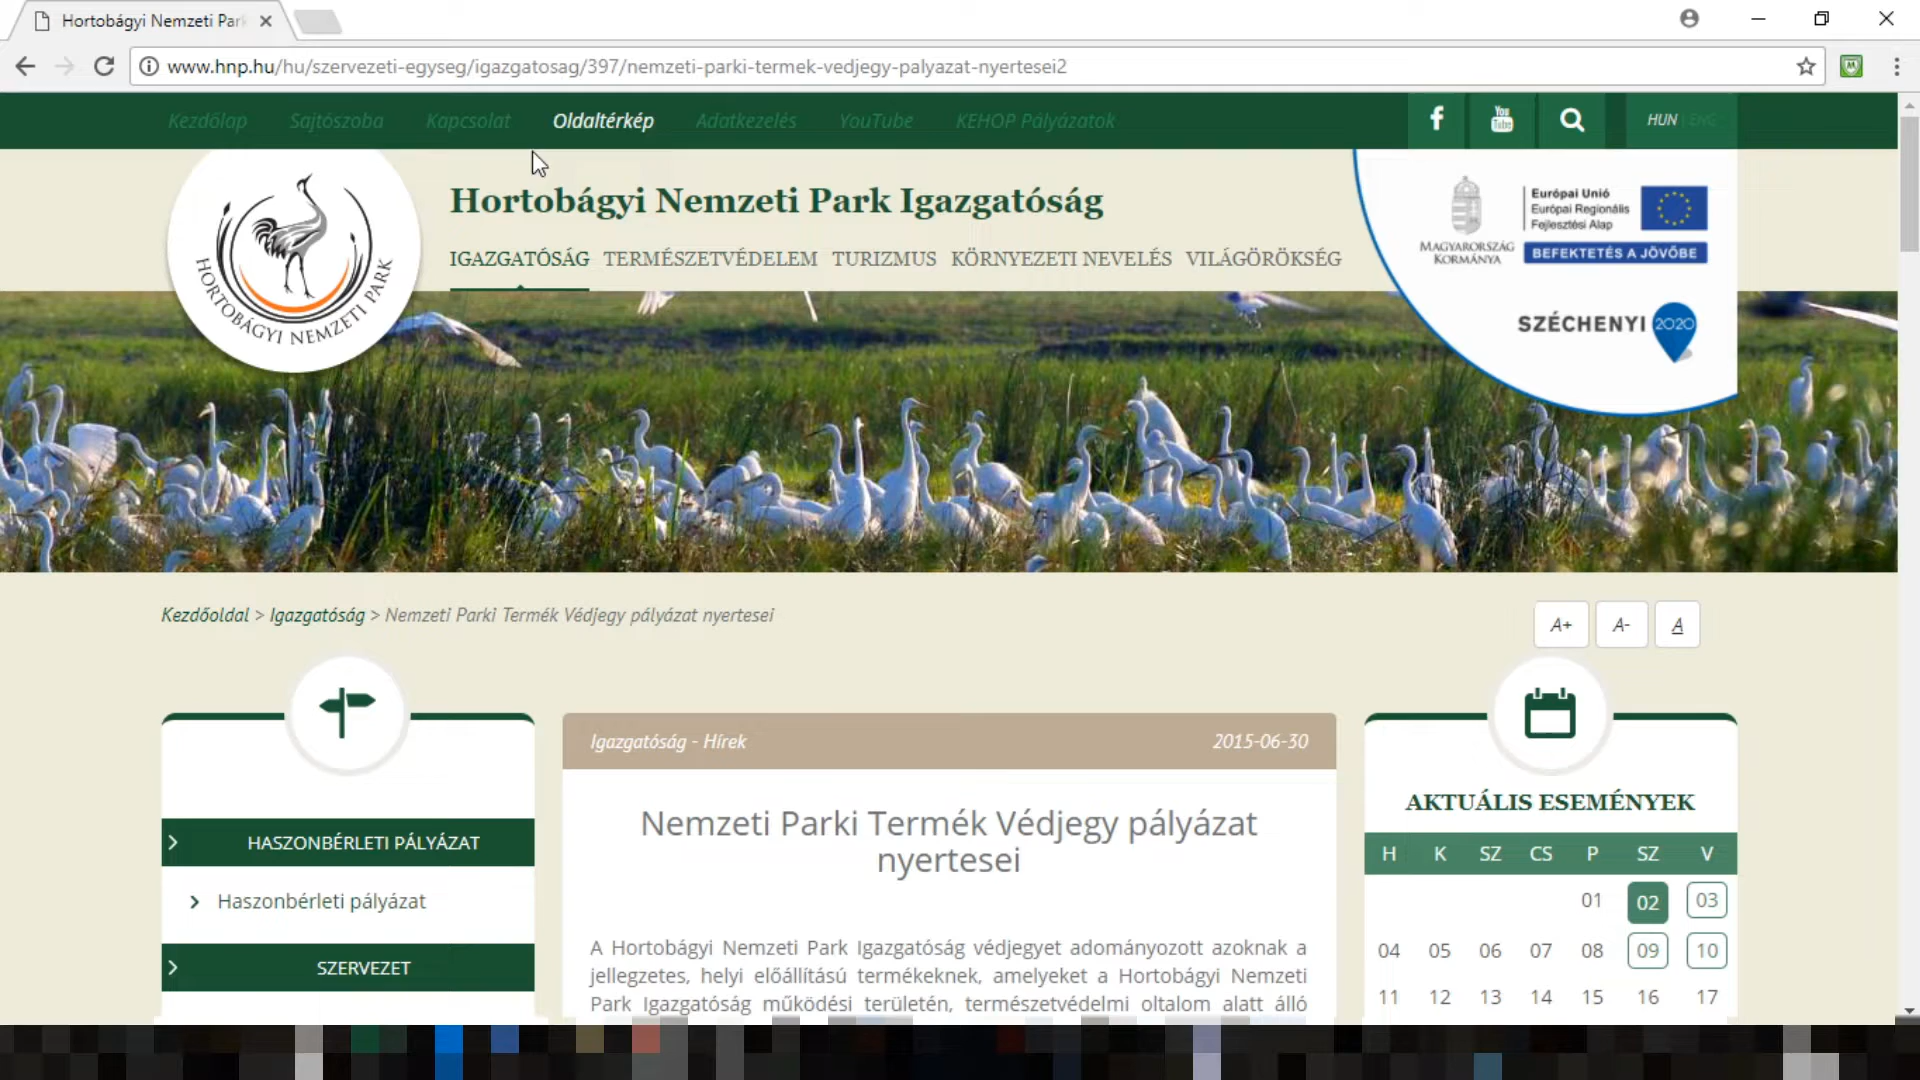 Hortobágyi Nemzeti Par
www.hnp.hu/hu/szervezeti-egyseg/igazgatosag/397/nemzeti-parki-termek-vedjegy-palyazat-nyertesei2
Kezdőlap Sajtószoba Kapcsolat Oldaltérkép Adatkezelés YouTube KEHOP Pályázatok
You Tube
HUN | ENG
Hortobágyi Nemzeti Park Igazgatóság
IGAZGATÓSÁG TERMÉSZETVÉDELEM TURIZMUS KÖRNYEZETI NEVELÉS VILÁGÖRÖKSÉG
HORTOBÁGYI NEMZETI PARK
MAGYARORSZÁG
KORMÁNYA
Európai Unió
Európai Regionális
Fejlesztési Alap
BEFEKTETÉS A JÖVŐBE
SZÉCHENYI 2020
Kezdőoldal > Igazgatóság > Nemzeti Parki Termék Védjegy pályázat nyertesei
A+ A- A
HASZONBÉRLETI PÁLYÁZAT
Haszonbérleti pályázat
SZERVEZET
Igazgatóság - Hírek 2015-06-30
Nemzeti Parki Termék Védjegy pályázat
nyertesei
A Hortobágyi Nemzeti Park Igazgatóság védjegyet adományozott azoknak a
jellegzetes, helyi előállítású termékeknek, amelyeket a Hortobágyi Nemzeti
Park Igazgatóság működési területén, természetvédelmi oltalom alatt álló
AKTUÁLIS ESEMÉNYEK
H K SZ CS P SZ V
01 02 03
04 05 06 07 08 09 10
11 12 13 14 15 16 17